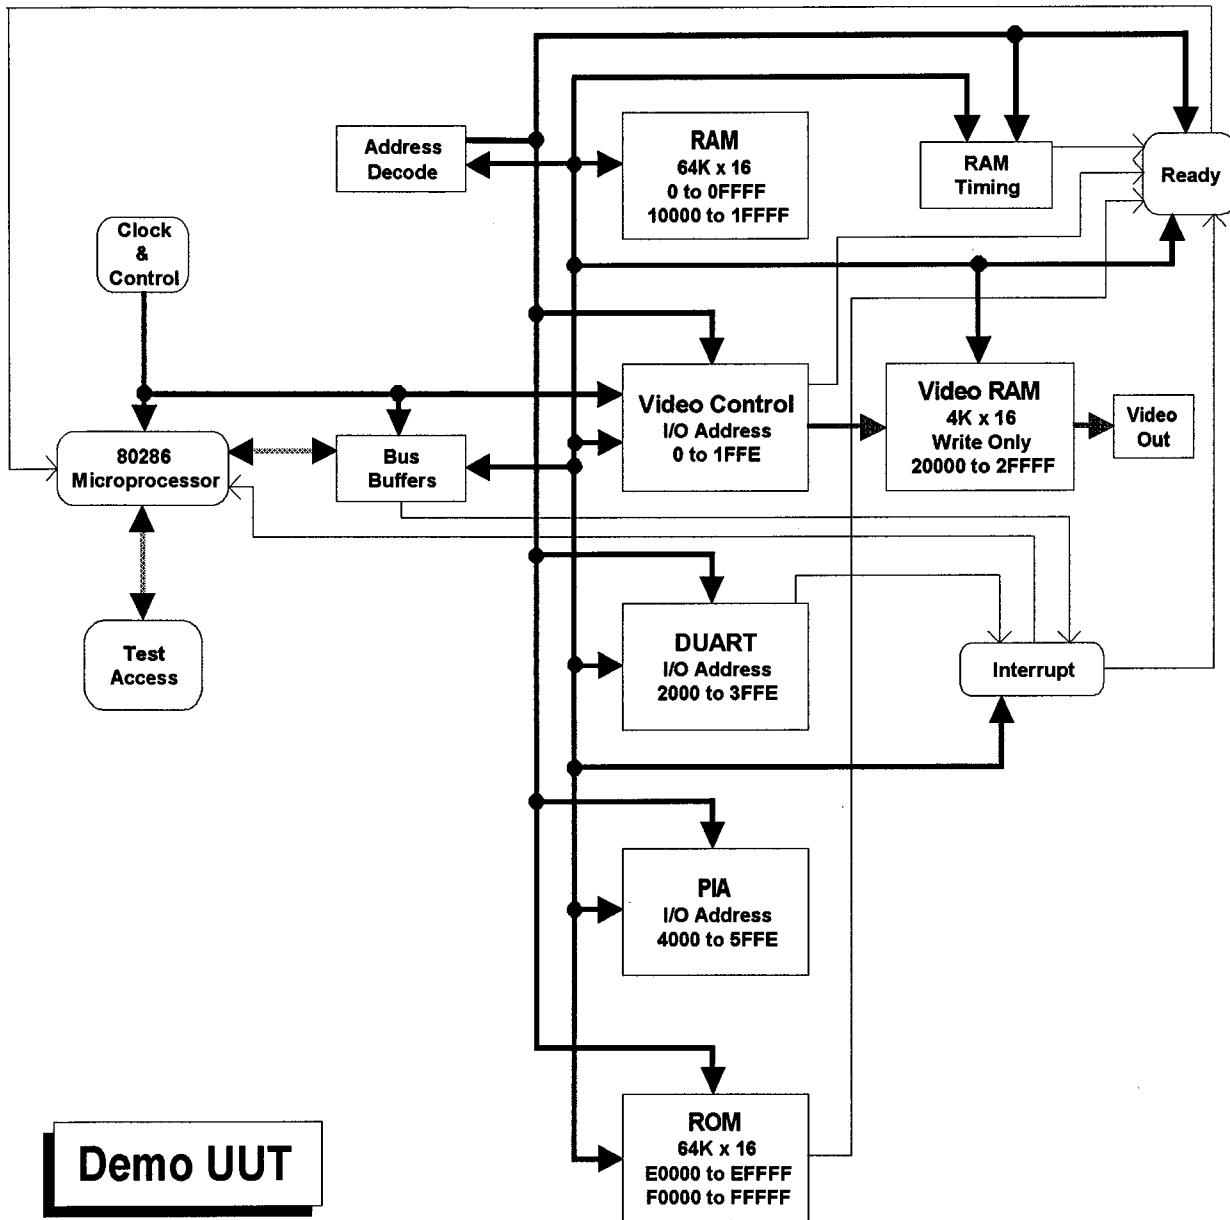 Address
Decode
RAM
64K x 16
0 to 0FFFF
10000 to 1FFFF
RAM
Timing
Ready
Clock
&
Control
Video Control
I/O Address
0 to 1FFE
Video RAM
4K x 16
Write Only
20000 to 2FFFF
Video
Out
80286
Microprocessor
Bus
Buffers
Test
Access
DUART
I/O Address
2000 to 3FFE
Interrupt
PIA
I/O Address
4000 to 5FFE
ROM
64K x 16
E0000 to EFFFF
F0000 to FFFFF
Demo UUT